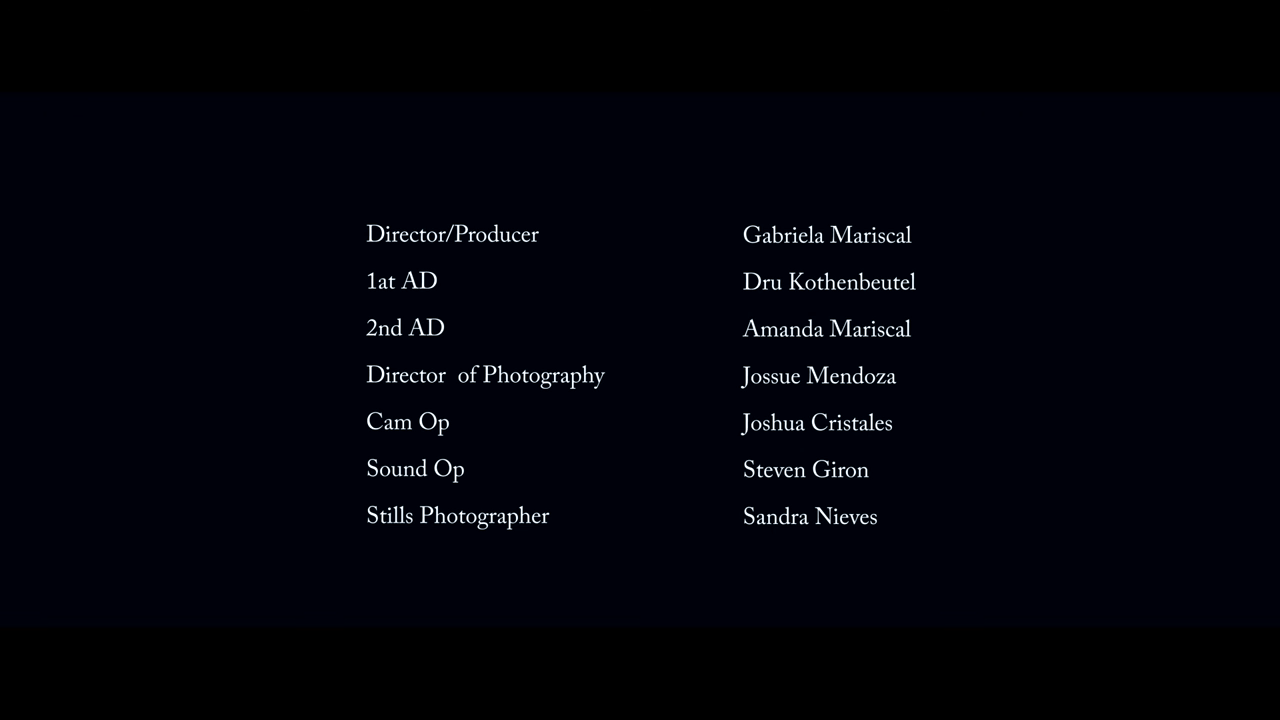 Director/Producer Gabriela Mariscal
1at AD Dru Kothenbeutel
2nd AD Amanda Mariscal
Director  of Photography Jossue Mendoza
Cam Op Joshua Cristales
Sound Op Steven Giron
Stills Photographer Sandra Nieves